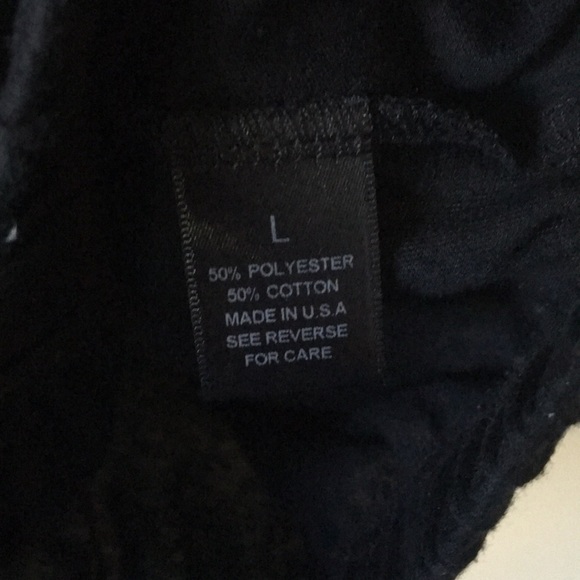 L
50% POLYESTER
50% COTTON
MADE IN U.S.A
SEE REVERSE
FOR CARE